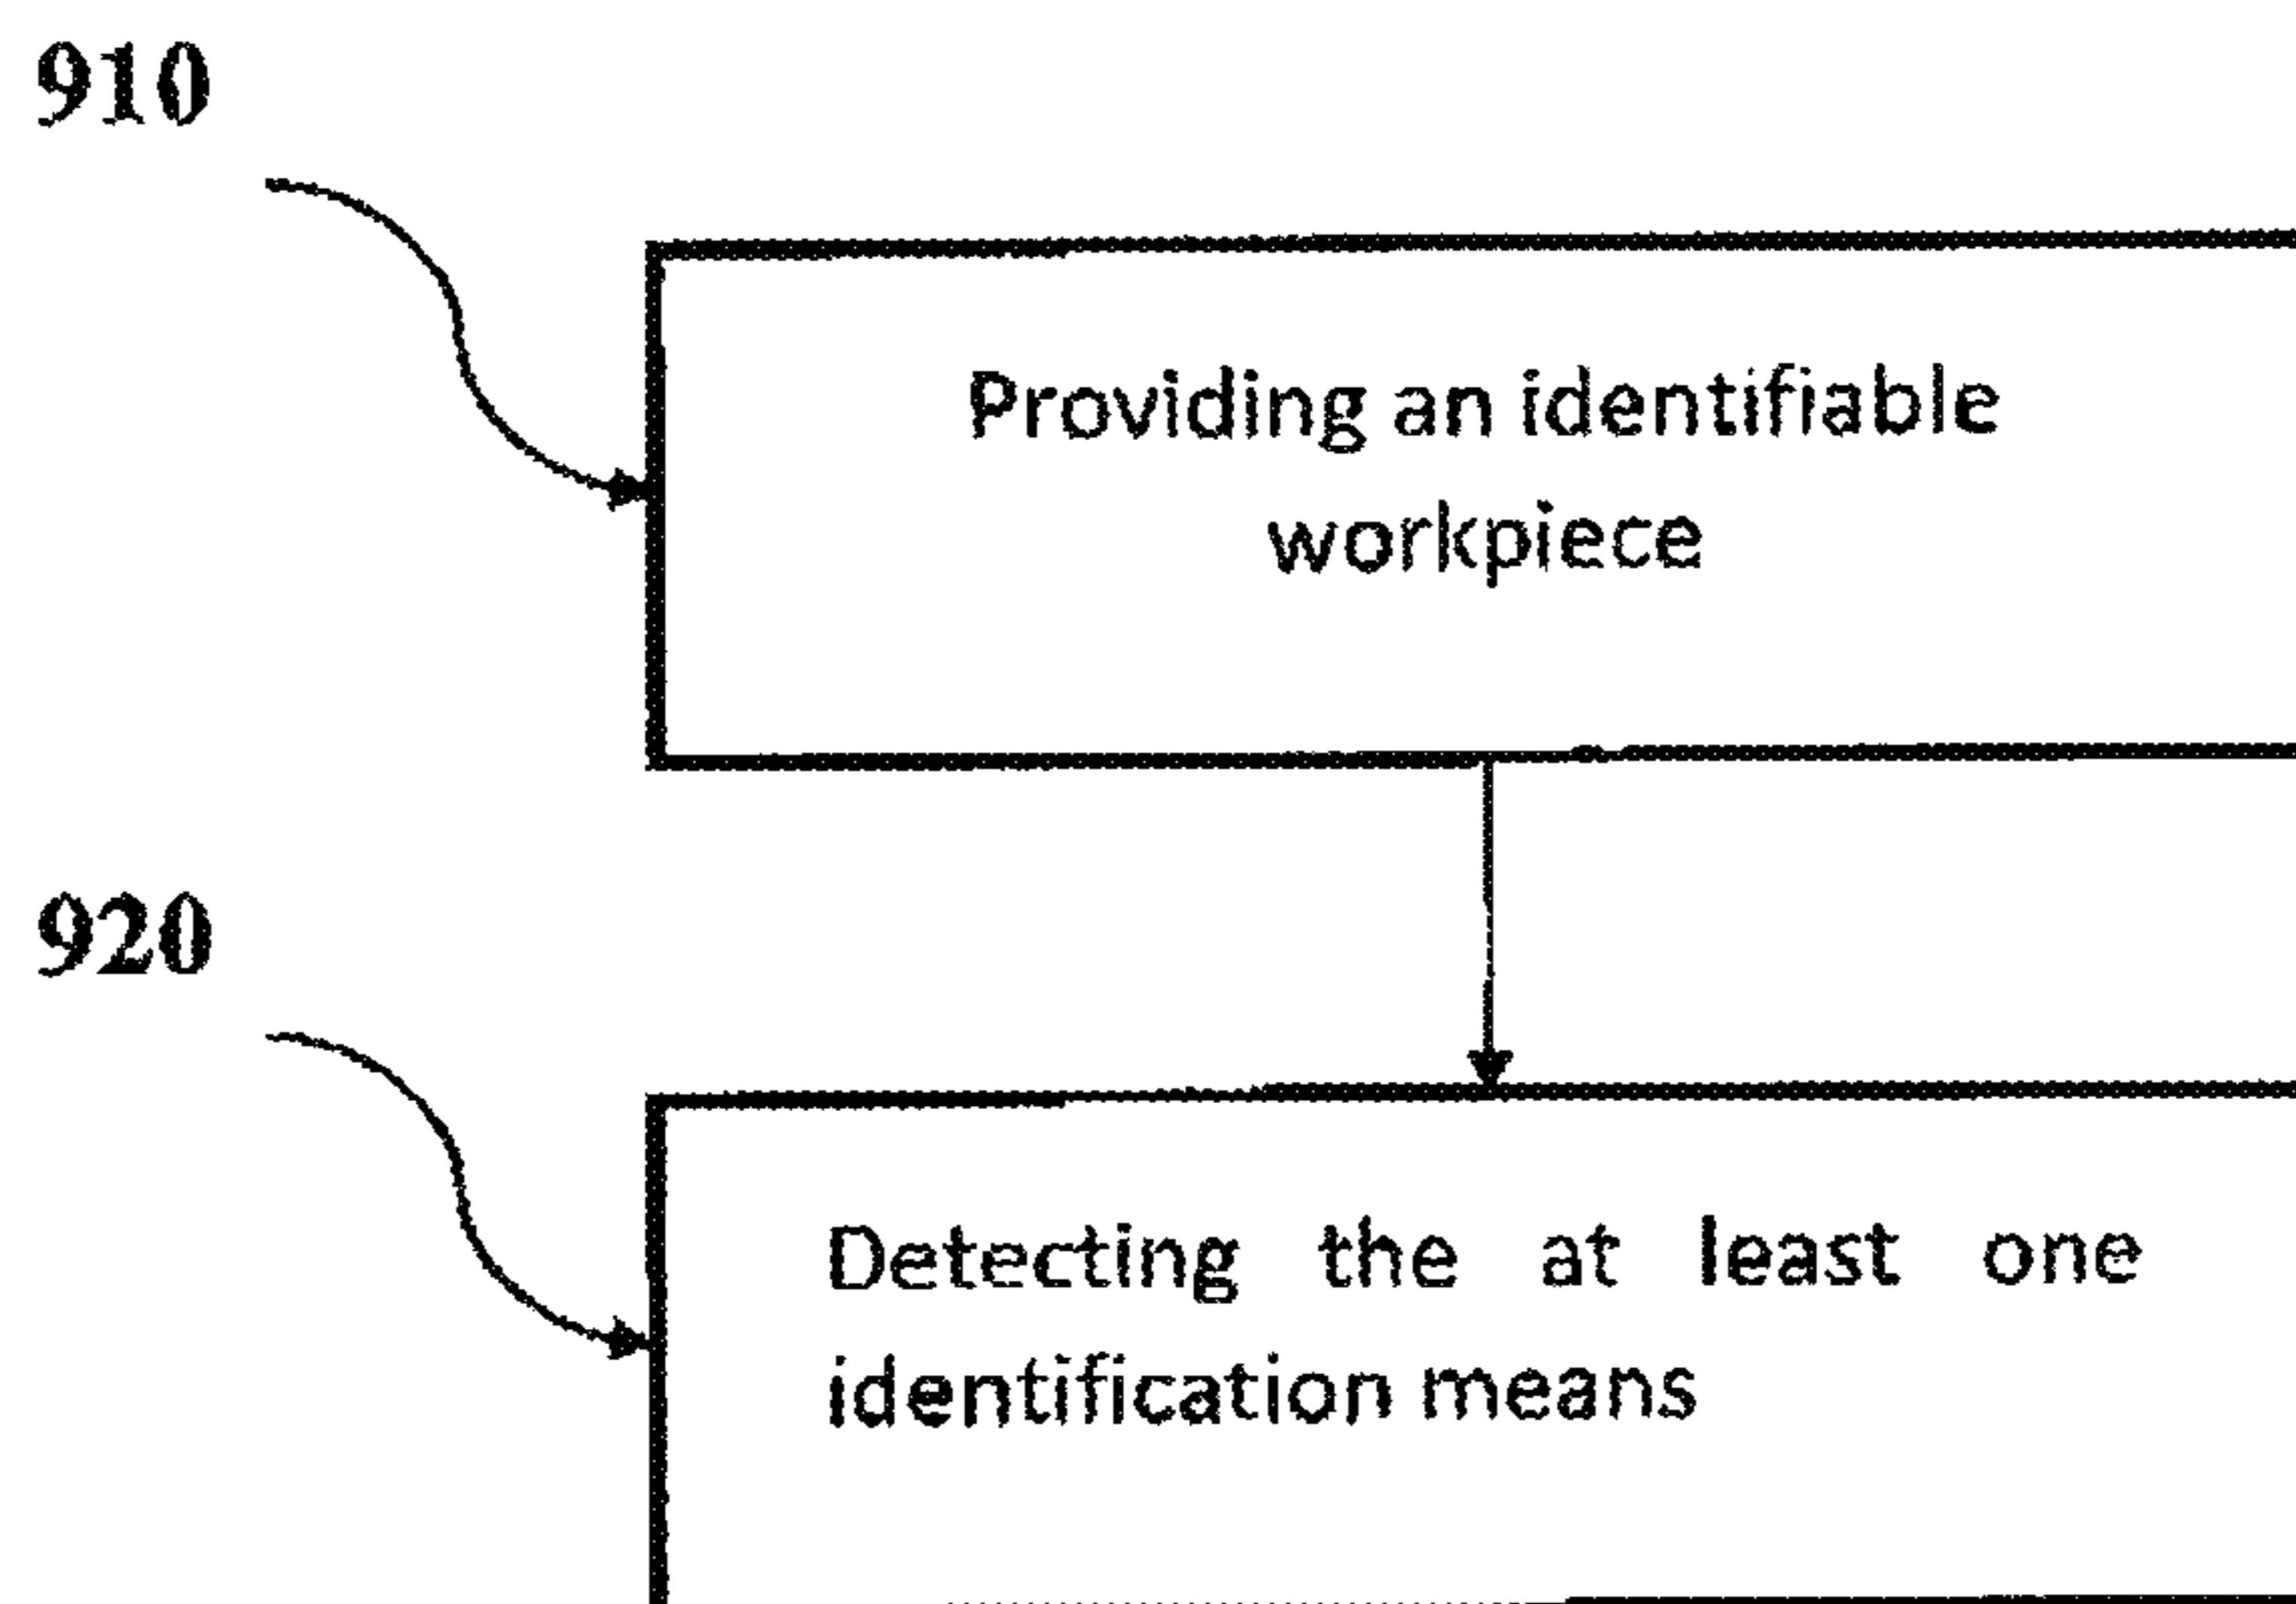 910
Providing an identifiable
workpiece
920
Detecting the at least one
identification means